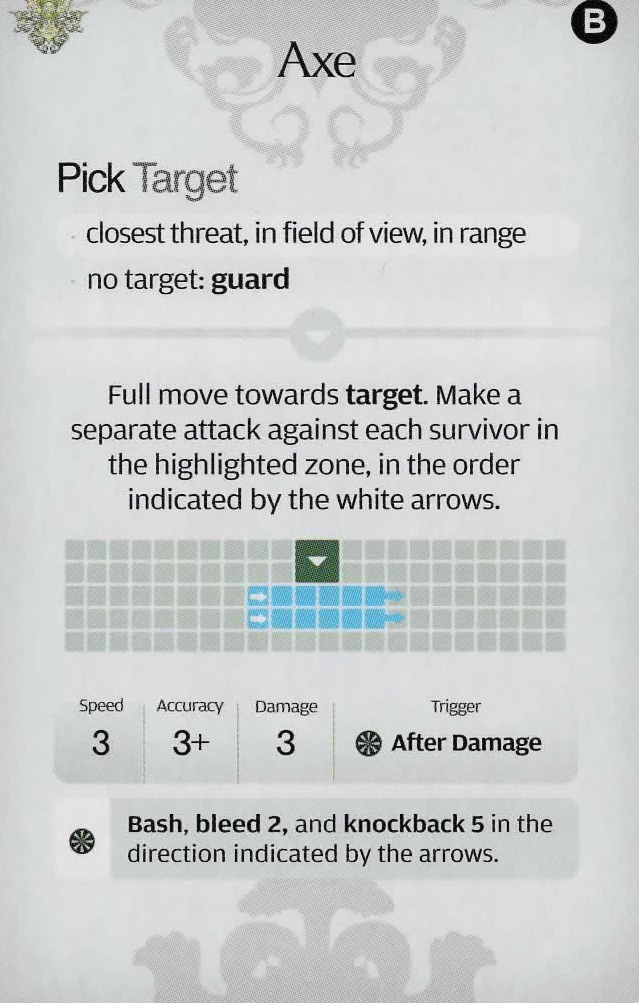 B
Axe
Pick Target
closest threat, in field of view, in range
no target: guard
Full move towards target. Make a
separate attack against each survivor in
the highlighted zone, in the order
indicated by the white arrows.
Speed Accuracy Damage Trigger
3 3+ 3 After Damage
Bash, bleed 2, and knockback 5 in the
direction indicated by the arrows.